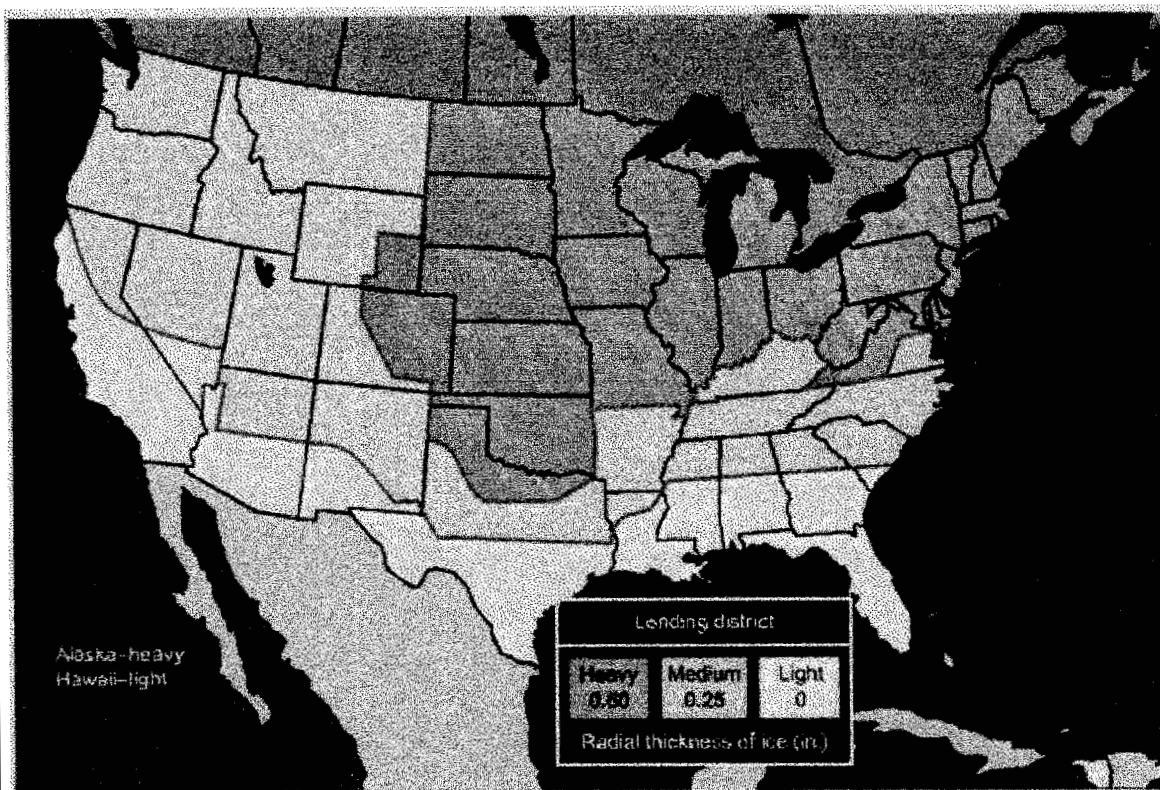 Alaska-heavy
Hawaii-light
Lending district
Heavy Medium Light
0.50 0.25 0
Radial thickness of ice (in.)